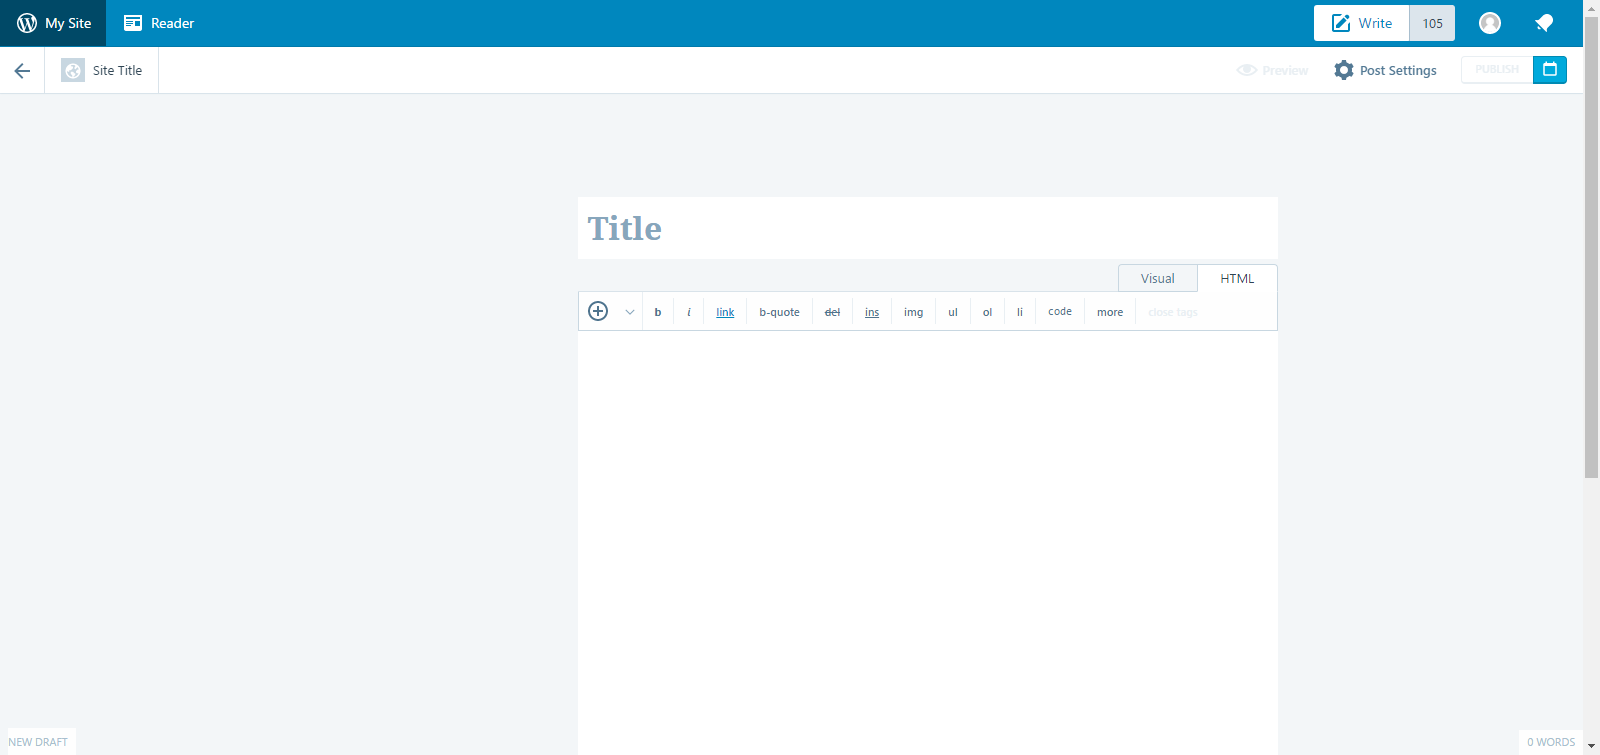 My Site Reader Write 105
Site Title Preview Post Settings PUBLISH
Title
Visual HTML
b i link b-quote del ins img ul ol li code more close tags
NEW DRAFT 0 WORDS